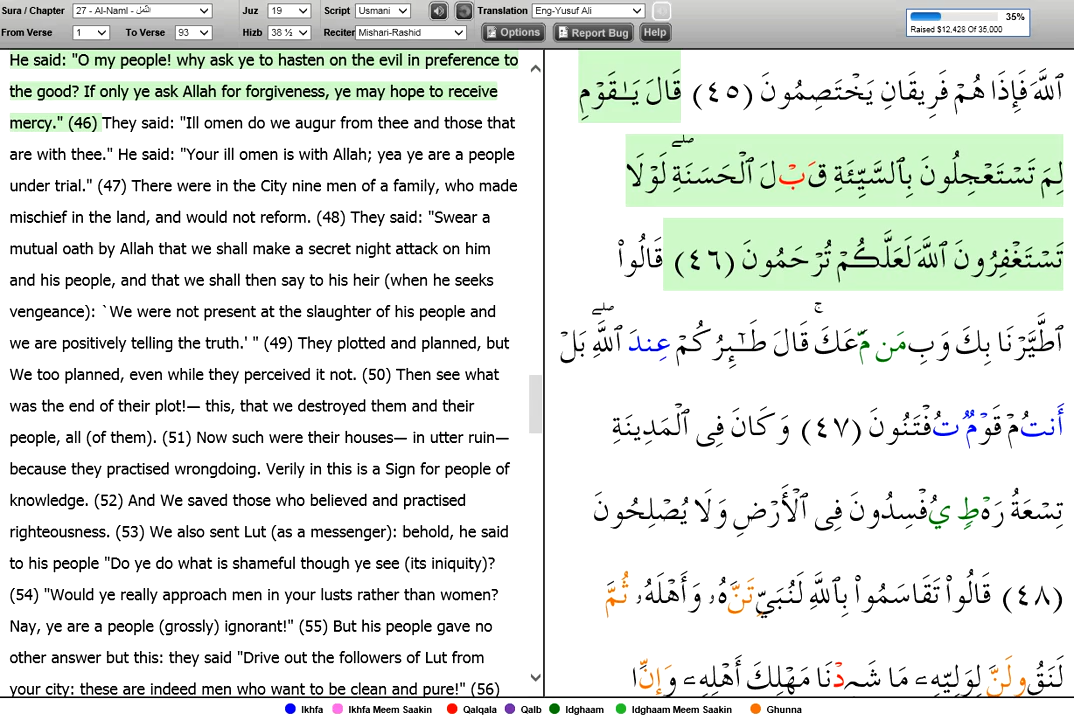 Sura / Chapter 27 - Al-Naml - النَّمل Juz 19 Script Usmani Translation Eng-Yusuf Ali
From Verse 1 To Verse 93 Hizb 38 ½ Reciter Mishari-Rashid Options Report Bug Help
35%
Raised $12,428 Of 35,000
He said: "O my people! why ask ye to hasten on the evil in preference to
the good? If only ye ask Allah for forgiveness, ye may hope to receive
mercy." (46) They said: "Ill omen do we augur from thee and those that
are with thee." He said: "Your ill omen is with Allah; yea ye are a people
under trial." (47) There were in the City nine men of a family, who made
mischief in the land, and would not reform. (48) They said: "Swear a
mutual oath by Allah that we shall make a secret night attack on him
and his people, and that we shall then say to his heir (when he seeks
vengeance): `We were not present at the slaughter of his people and
we are positively telling the truth.' " (49) They plotted and planned, but
We too planned, even while they perceived it not. (50) Then see what
was the end of their plot!— this, that we destroyed them and their
people, all (of them). (51) Now such were their houses— in utter ruin—
because they practised wrongdoing. Verily in this is a Sign for people of
knowledge. (52) And We saved those who believed and practised
righteousness. (53) We also sent Lut (as a messenger): behold, he said
to his people "Do ye do what is shameful though ye see (its iniquity)?
(54) "Would ye really approach men in your lusts rather than women?
Nay, ye are a people (grossly) ignorant!" (55) But his people gave no
other answer but this: they said "Drive out the followers of Lut from
your city: these are indeed men who want to be clean and pure!" (56)
ٱللَّهَ فَإِذَا هُمْ فَرِيقَانِ يَخْتَصِمُونَ (٤٥) قَالَ يَـٰقَوْمِ
لِمَ تَسْتَعْجِلُونَ بِٱلسَّيِّئَةِ قَبْلَ ٱلْحَسَنَةِ ۖ لَوْلَا
تَسْتَغْفِرُونَ ٱللَّهَ لَعَلَّكُمْ تُرْحَمُونَ (٤٦) قَالُوا۟
ٱطَّيَّرْنَا بِكَ وَبِمَن مَّعَكَ ۚ قَالَ طَـٰٓئِرُكُمْ عِندَ ٱللَّهِ ۖ بَلْ
أَنتُمْ قَوْمٌ تُفْتَنُونَ (٤٧) وَكَانَ فِى ٱلْمَدِينَةِ
تِسْعَةُ رَهْطٍ يُفْسِدُونَ فِى ٱلْأَرْضِ وَلَا يُصْلِحُونَ
(٤٨) قَالُوا۟ تَقَاسَمُوا۟ بِٱللَّهِ لَنُبَيِّتَنَّهُۥ وَأَهْلَهُۥ ثُمَّ
لَنَقُولَنَّ لِوَلِيِّهِۦ مَا شَهِدْنَا مَهْلِكَ أَهْلِهِۦ وَإِنَّا
Ikhfa Ikhfa Meem Saakin Qalqala Qalb Idghaam Idghaam Meem Saakin Ghunna